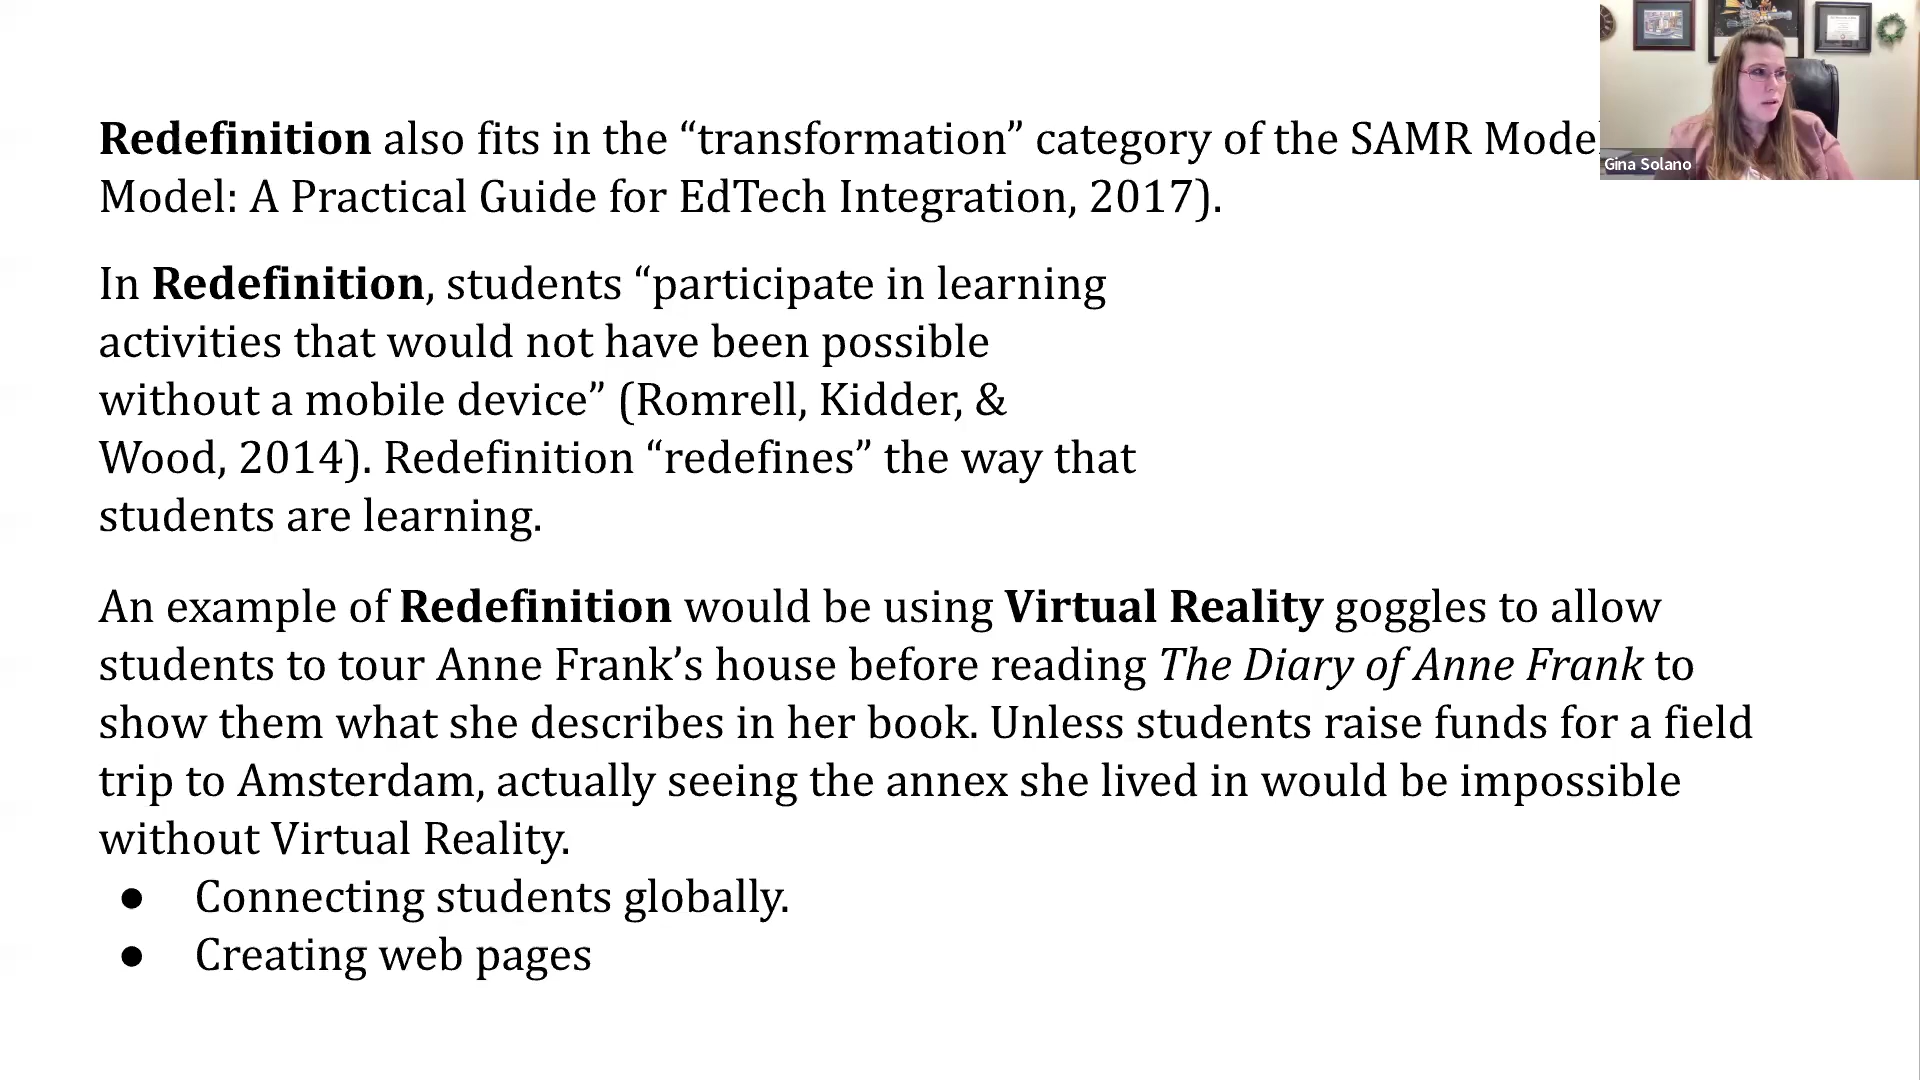 Redefinition also fits in the “transformation” category of the SAMR Model
Model: A Practical Guide for EdTech Integration, 2017).
In Redefinition, students “participate in learning
activities that would not have been possible
without a mobile device” (Romrell, Kidder, &
Wood, 2014). Redefinition “redefines” the way that
students are learning.
An example of Redefinition would be using Virtual Reality goggles to allow
students to tour Anne Frank’s house before reading The Diary of Anne Frank to
show them what she describes in her book. Unless students raise funds for a field
trip to Amsterdam, actually seeing the annex she lived in would be impossible
without Virtual Reality.
● Connecting students globally.
● Creating web pages
Gina Solano